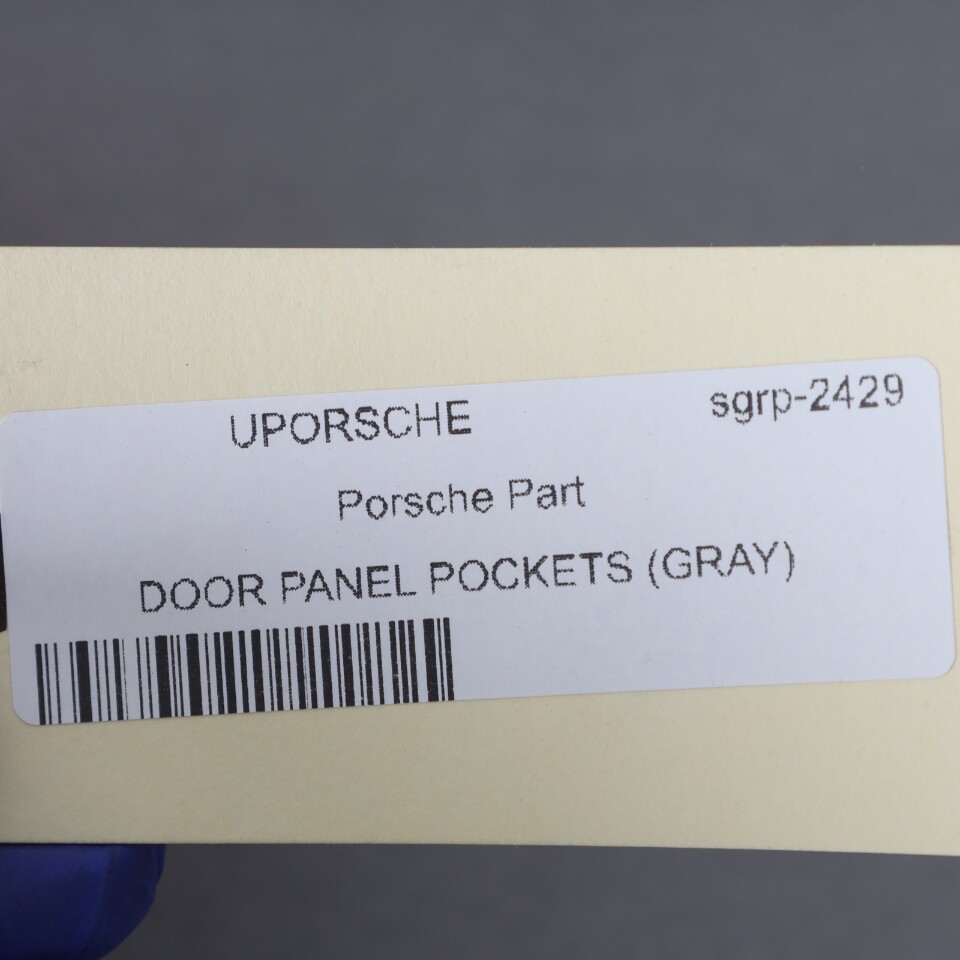 UPORSCHE sgrp-2429
Porsche Part
DOOR PANEL POCKETS (GRAY)